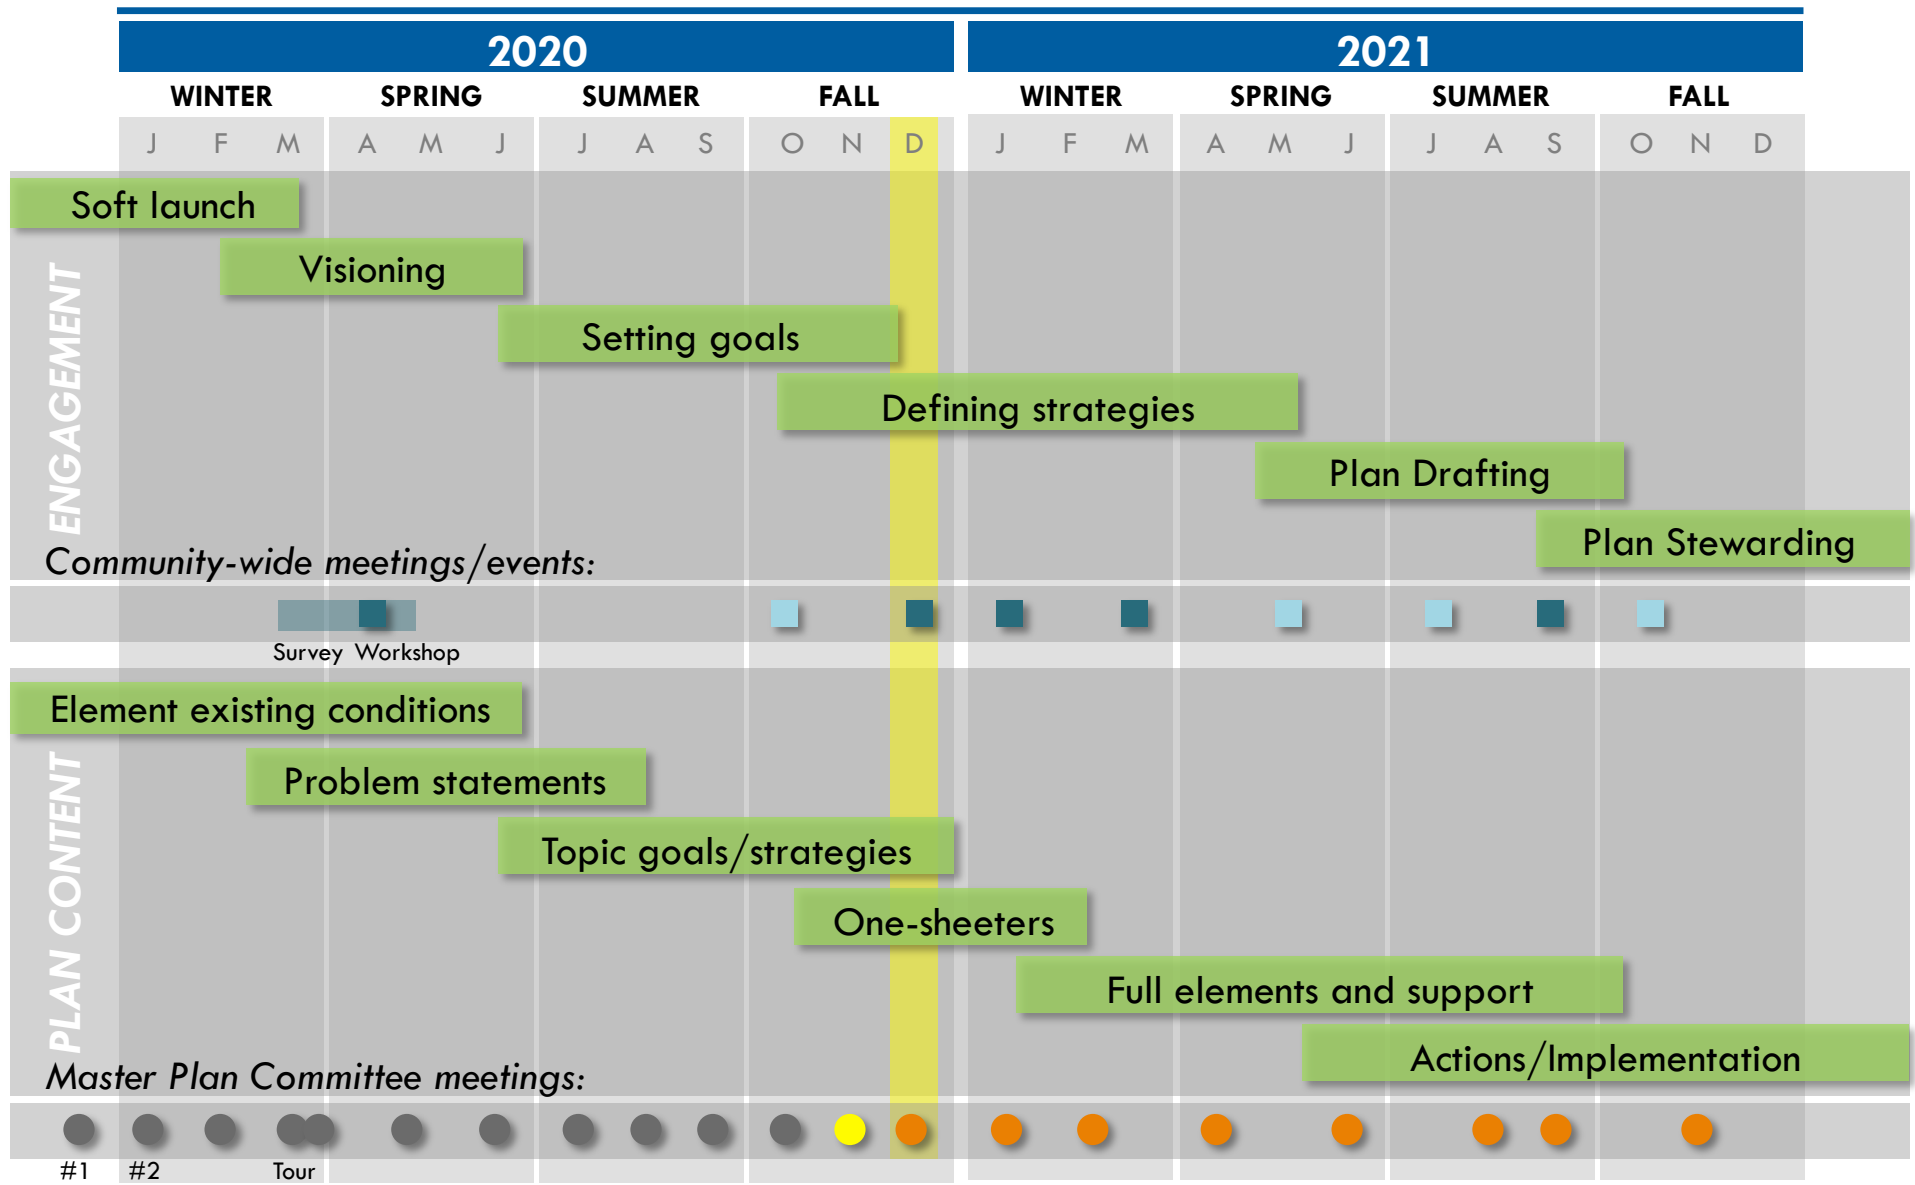 2020 2021
WINTER SPRING SUMMER FALL WINTER SPRING SUMMER FALL
J F M A M J J A S O N D J F M A M J J A S O N D
ENGAGEMENT
Soft launch
Visioning
Setting goals
Defining strategies
Plan Drafting
Plan Stewarding
Community-wide meetings/events:
Survey Workshop
PLAN CONTENT
Element existing conditions
Problem statements
Topic goals/strategies
One-sheeters
Full elements and support
Actions/Implementation
Master Plan Committee meetings:
#1 #2 Tour